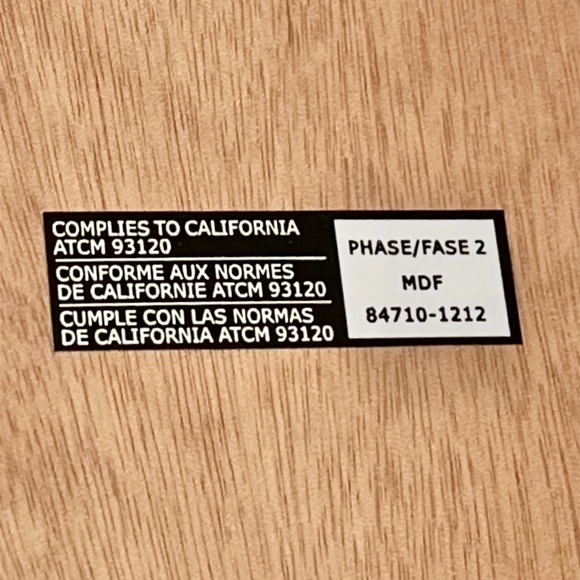 COMPLIES TO CALIFORNIA
ATCM 93120
CONFORME AUX NORMES
DE CALIFORNIE ATCM 93120
CUMPLE CON LAS NORMAS
DE CALIFORNIA ATCM 93120
PHASE/FASE 2
MDF
84710-1212